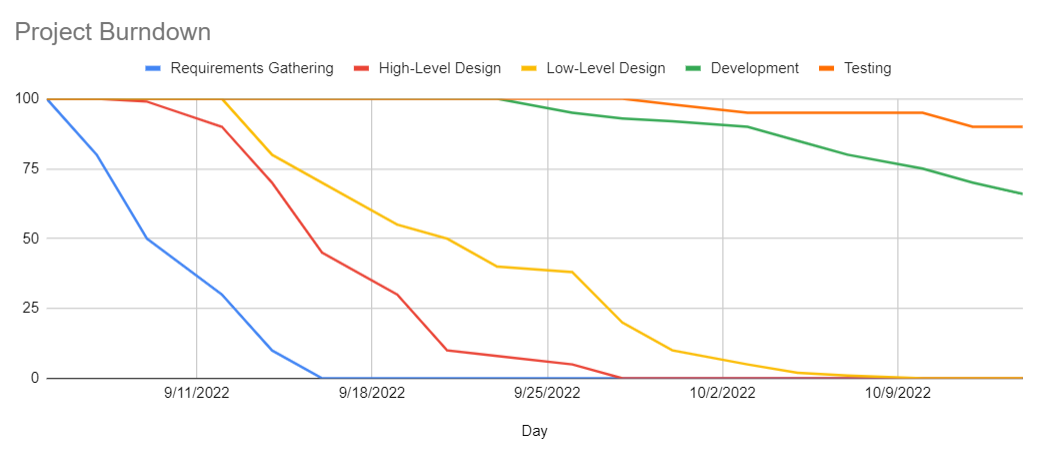 Project Burndown
Requirements Gathering High-Level Design Low-Level Design Development Testing
100
75
50
25
0
9/11/2022 9/18/2022 9/25/2022 10/2/2022 10/9/2022
Day